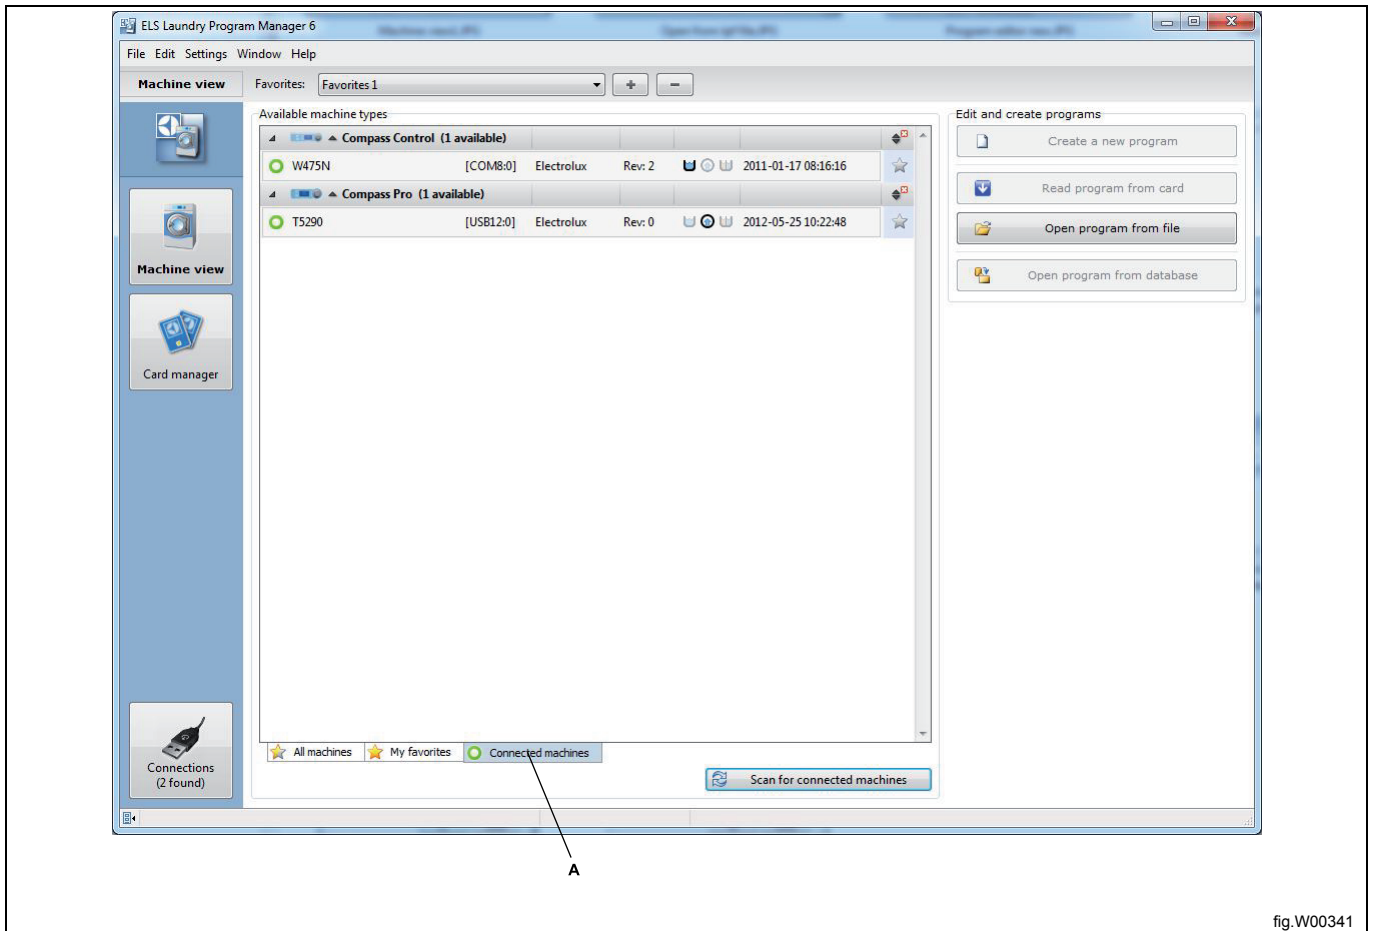 ELS Laundry Program Manager 6
File Edit Settings Window Help
Machine view
Favorites: Favorites 1
Available machine types
Compass Control (1 available)
W475N [COM8:0] Electrolux Rev: 2 2011-01-17 08:16:16
Compass Pro (1 available)
T5290 [USB12:0] Electrolux Rev: 0 2012-05-25 10:22:48
Edit and create programs
Create a new program
Read program from card
Open program from file
Open program from database
Machine view
Card manager
Connections
(2 found)
All machines My favorites Connected machines
Scan for connected machines
A
fig.W00341